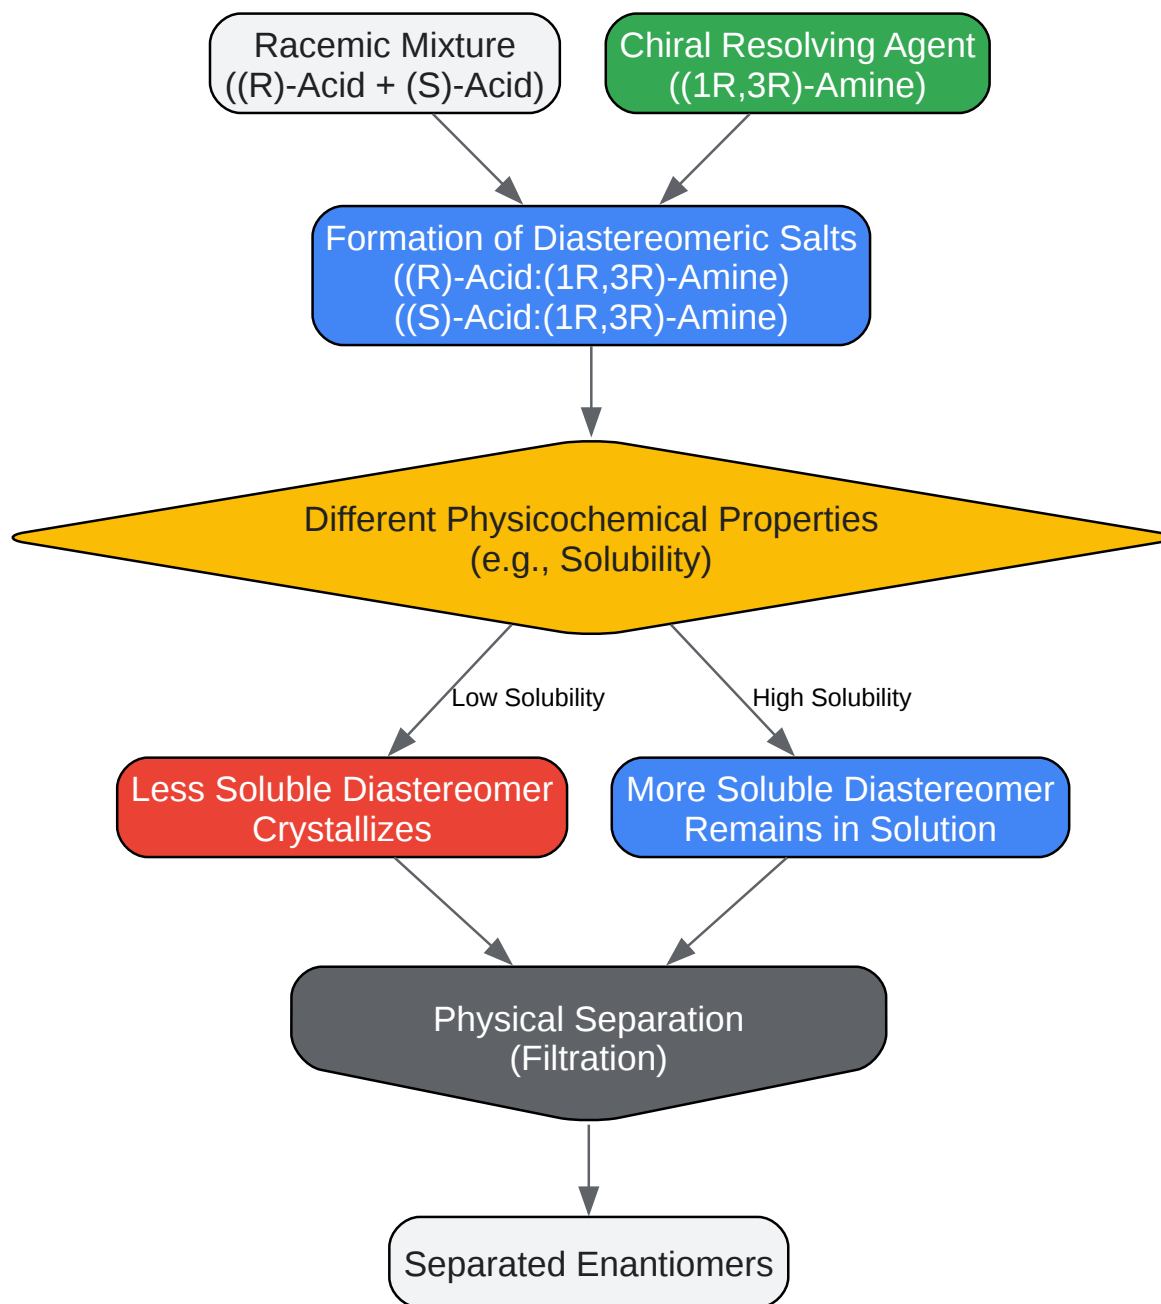 Racemic Mixture
((R)-Acid + (S)-Acid)
Chiral Resolving Agent
((1R,3R)-Amine)
Formation of Diastereomeric Salts
((R)-Acid:(1R,3R)-Amine)
((S)-Acid:(1R,3R)-Amine)
Different Physicochemical Properties
(e.g., Solubility)
Low Solubility
High Solubility
Less Soluble Diastereomer
Crystallizes
More Soluble Diastereomer
Remains in Solution
Physical Separation
(Filtration)
Separated Enantiomers